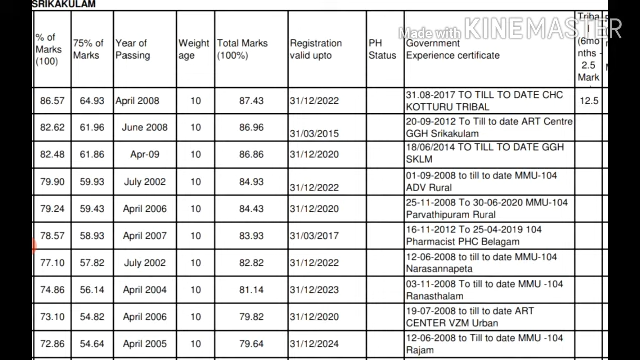 SRIKAKULAM
Made with KINEMASTER
% of Marks (100) 75% of Marks Year of Passing Weight age Total Marks (100%) Registration valid upto PH Status Government Experience certificate Triba (6mo nths - 2.5 Mark
86.57 64.93 April 2008 10 87.43 31/12/2022 31.08-2017 TO TILL TO DATE CHC KOTTURU TRIBAL 12.5
82.62 61.96 June 2008 10 86.96 31/03/2015 20-09-2012 To Till to date ART Centre GGH Srikakulam
82.48 61.86 Apr-09 10 86.86 31/12/2020 18/06/2014 TO TILL TO DATE GGH SKLM
79.90 59.93 July 2002 10 84.93 31/12/2022 01-09-2008 to till to date MMU-104 ADV Rural
79.24 59.43 April 2006 10 84.43 31/12/2020 25-11-2008 To 30-06-2020 MMU-104 Parvathipuram Rural
78.57 58.93 April 2007 10 83.93 31/03/2017 16-11-2012 To 25-04-2019 104 Pharmacist PHC Belagam
77.10 57.82 July 2002 10 82.82 31/12/2022 12-06-2008 to till to date MMU-104 Narasannapeta
74.86 56.14 April 2004 10 81.14 31/12/2023 03-11-2008 To till to date MMU-104 Ranasthalam
73.10 54.82 April 2006 10 79.82 31/12/2020 19-07-2008 to till to date ART CENTER VZM Urban
72.86 54.64 April 2005 10 79.64 31/12/2024 12-06-2008 to Till to date MMU -104 Rajam